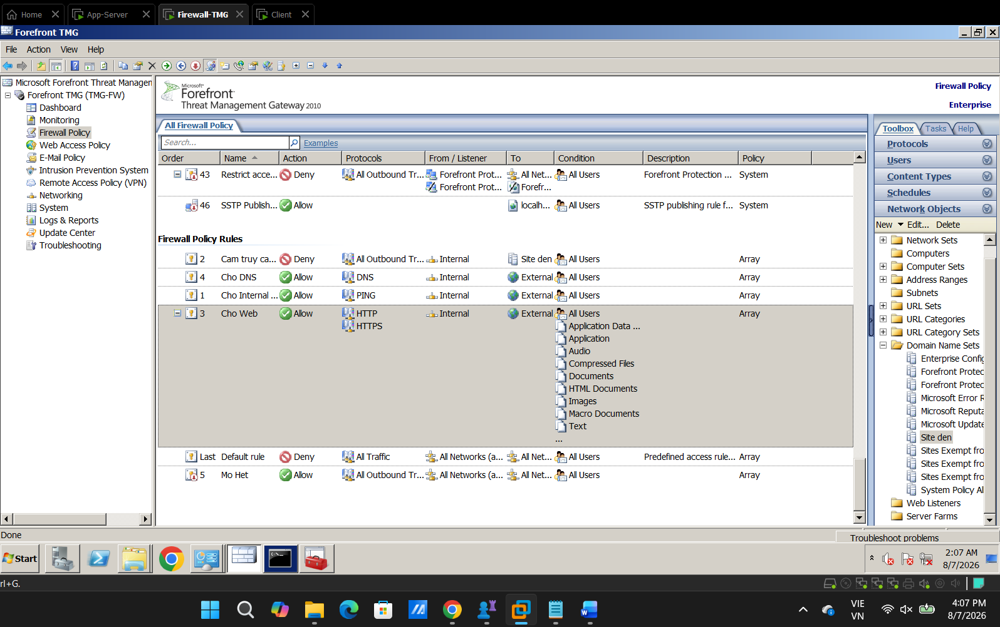 Home
App-Server
Firewall-TMG
Client
Forefront TMG
File Action View Help
Microsoft Forefront Threat Managen
Forefront TMG (TMG-FW)
Dashboard
Monitoring
Firewall Policy
Web Access Policy
E-Mail Policy
Intrusion Prevention System
Remote Access Policy (VPN)
Networking
System
Logs & Reports
Update Center
Troubleshooting
Microsoft
Forefront
Threat Management Gateway 2010
Firewall Policy
Enterprise
All Firewall Policy
Search...
Examples
Order Name Action Protocols From / Listener To Condition Description Policy
43 Restrict acce... Deny All Outbound Tr... Forefront Prot... All Net... All Users Forefront Protection ... System
Forefront Prot... Forefr...
46 SSTP Publish... Allow localh... All Users SSTP publishing rule f... System
Firewall Policy Rules
2 Cam truy ca... Deny All Outbound Tr... Internal Site den All Users Array
4 Cho DNS Allow DNS Internal External All Users Array
1 Cho Internal ... Allow PING Internal External All Users Array
3 Cho Web Allow HTTP Internal External All Users Array
HTTPS Application Data ...
Application
Audio
Compressed Files
Documents
HTML Documents
Images
Macro Documents
Text
...
Last Default rule Deny All Traffic All Networks (a... All Net... All Users Predefined access rule... Array
5 Mo Het Allow All Outbound Tr... All Networks (a... All Net... All Users Array
Toolbox Tasks Help
Protocols
Users
Content Types
Schedules
Network Objects
New Edit... Delete
Network Sets
Computers
Computer Sets
Address Ranges
Subnets
URL Sets
URL Categories
URL Category Sets
Domain Name Sets
Enterprise Config
Forefront Protec
Forefront Protec
Microsoft Error R
Microsoft Reputa
Microsoft Update
Site den
Sites Exempt fro
Sites Exempt fro
Sites Exempt fro
System Policy Al
Web Listeners
Server Farms
Done
Troubleshoot problems
Start
2:07 AM
8/7/2026
rl+G.
VIE
VN
4:07 PM
8/7/2026